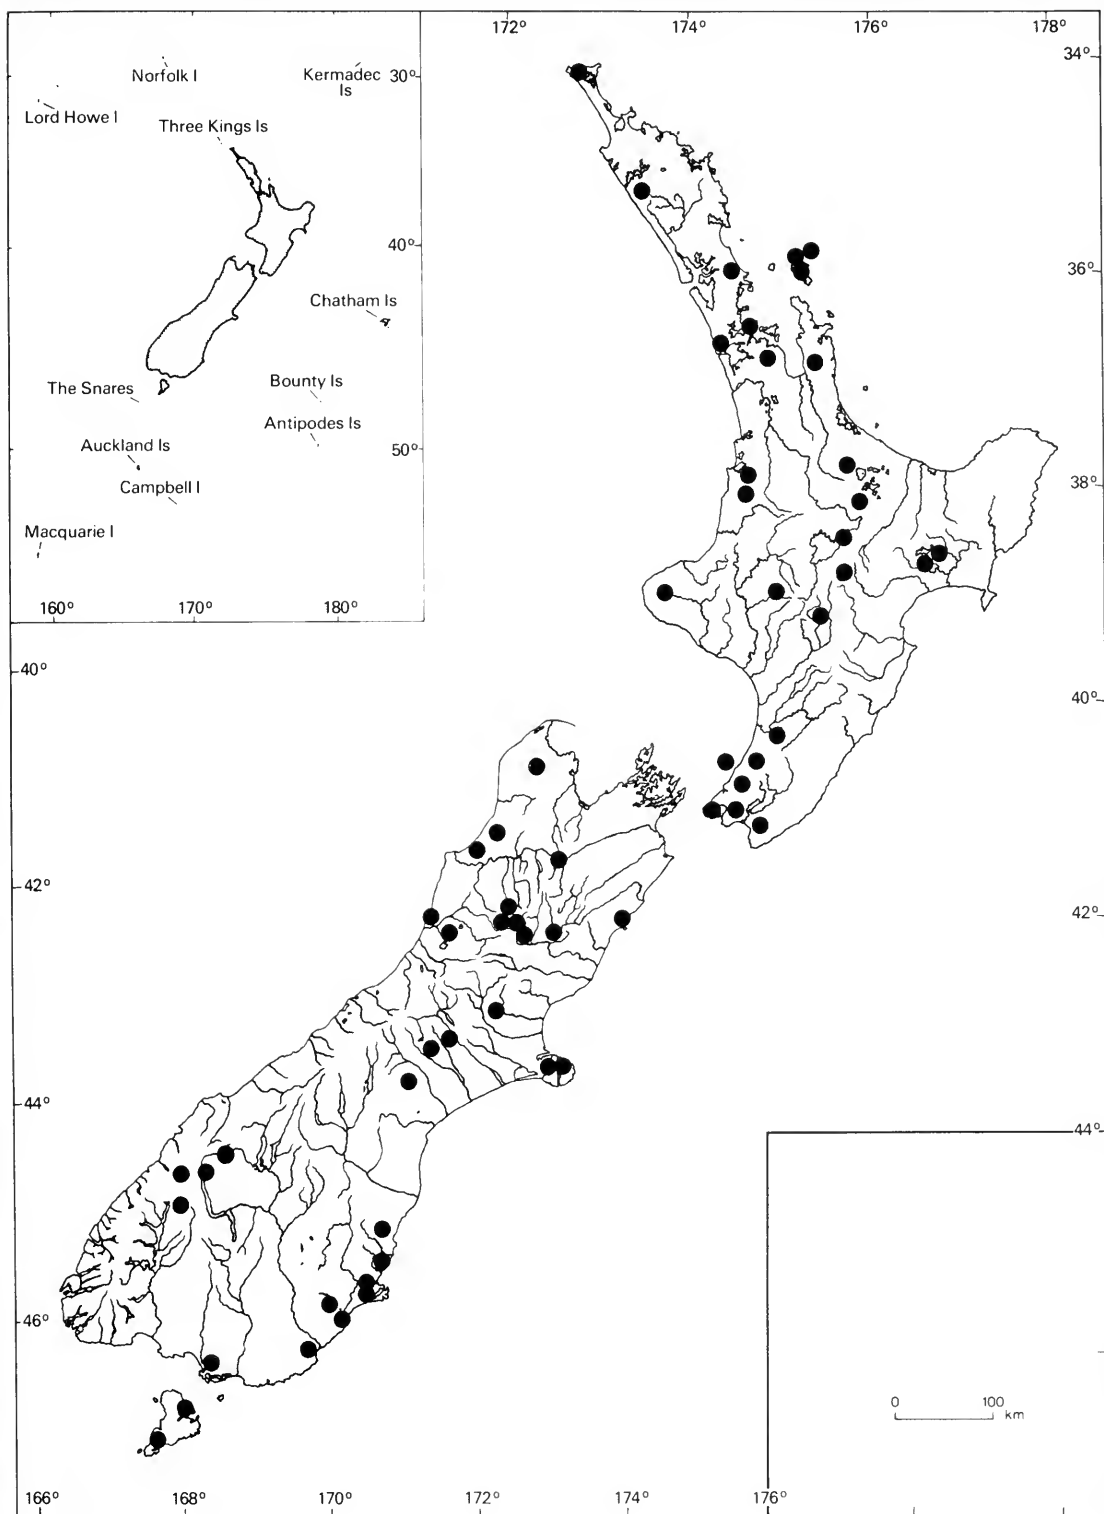 172° 174° 176° 178°
34°
Norfolk I
Kermadec
Is
30°
Lord Howe I
Three Kings Is
40°
36°
Chatham Is
The Snares
Bounty Is
Antipodes Is
Auckland Is
50°
Campbell I
38°
Macquarie I
160° 170° 180°
40°
40°
42°
42°
44°
44°
46°
0 100
km
166° 168° 170° 172° 174° 176°